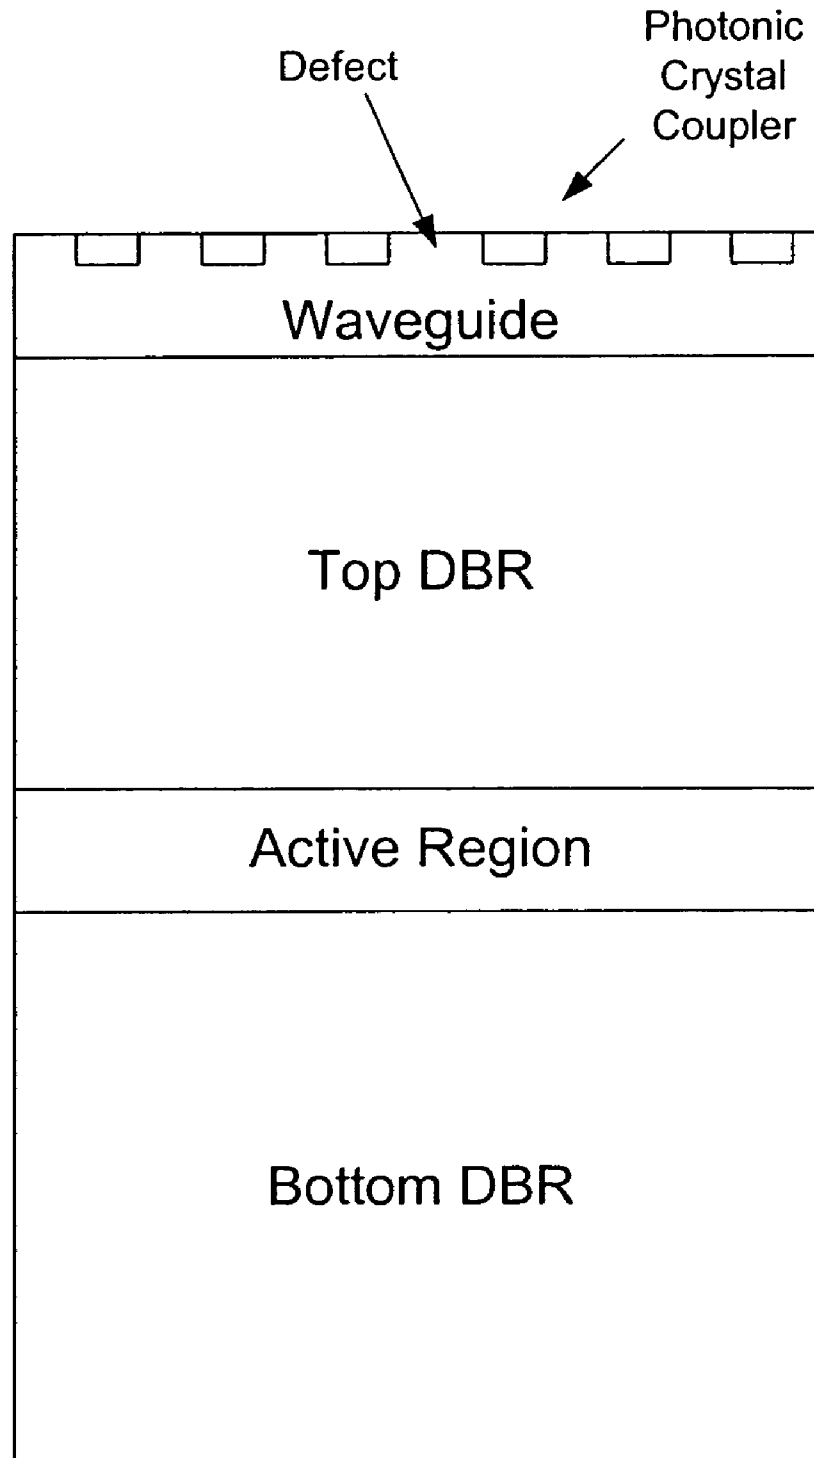 Defect
Photonic
Crystal
Coupler
Waveguide
Top DBR
Active Region
Bottom DBR